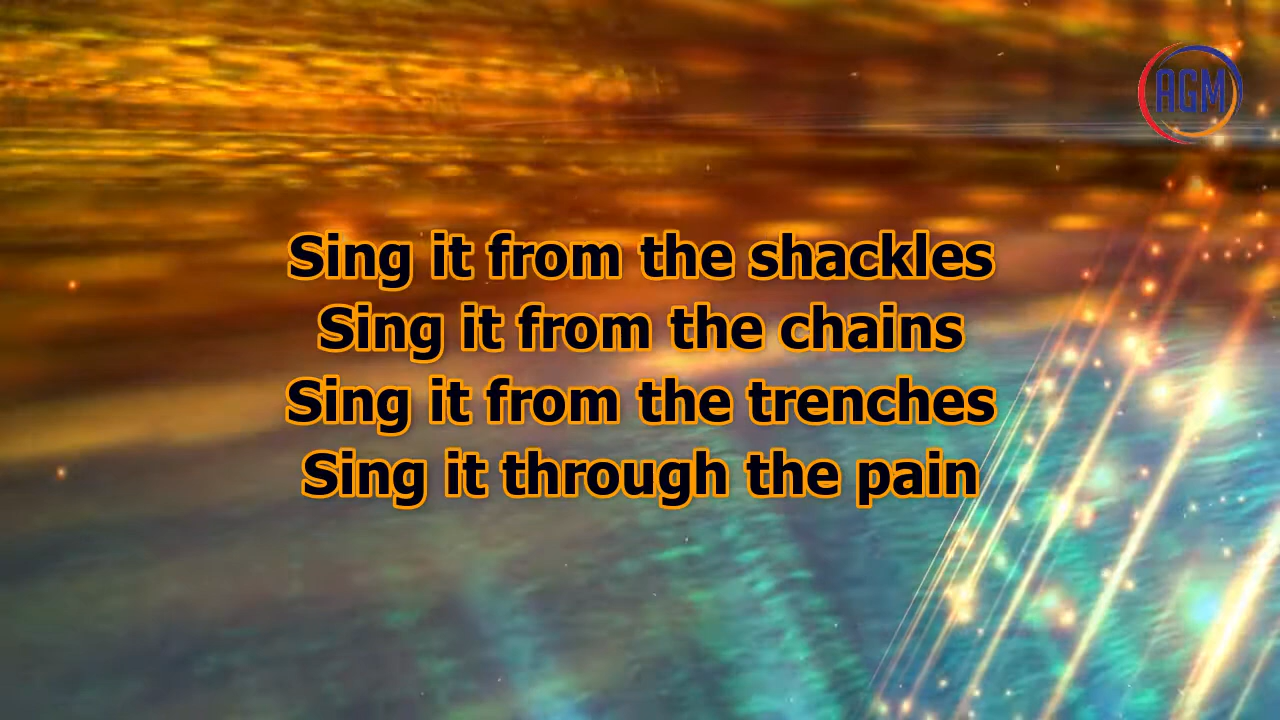 AGM
Sing it from the shackles
Sing it from the chains
Sing it from the trenches
Sing it through the pain